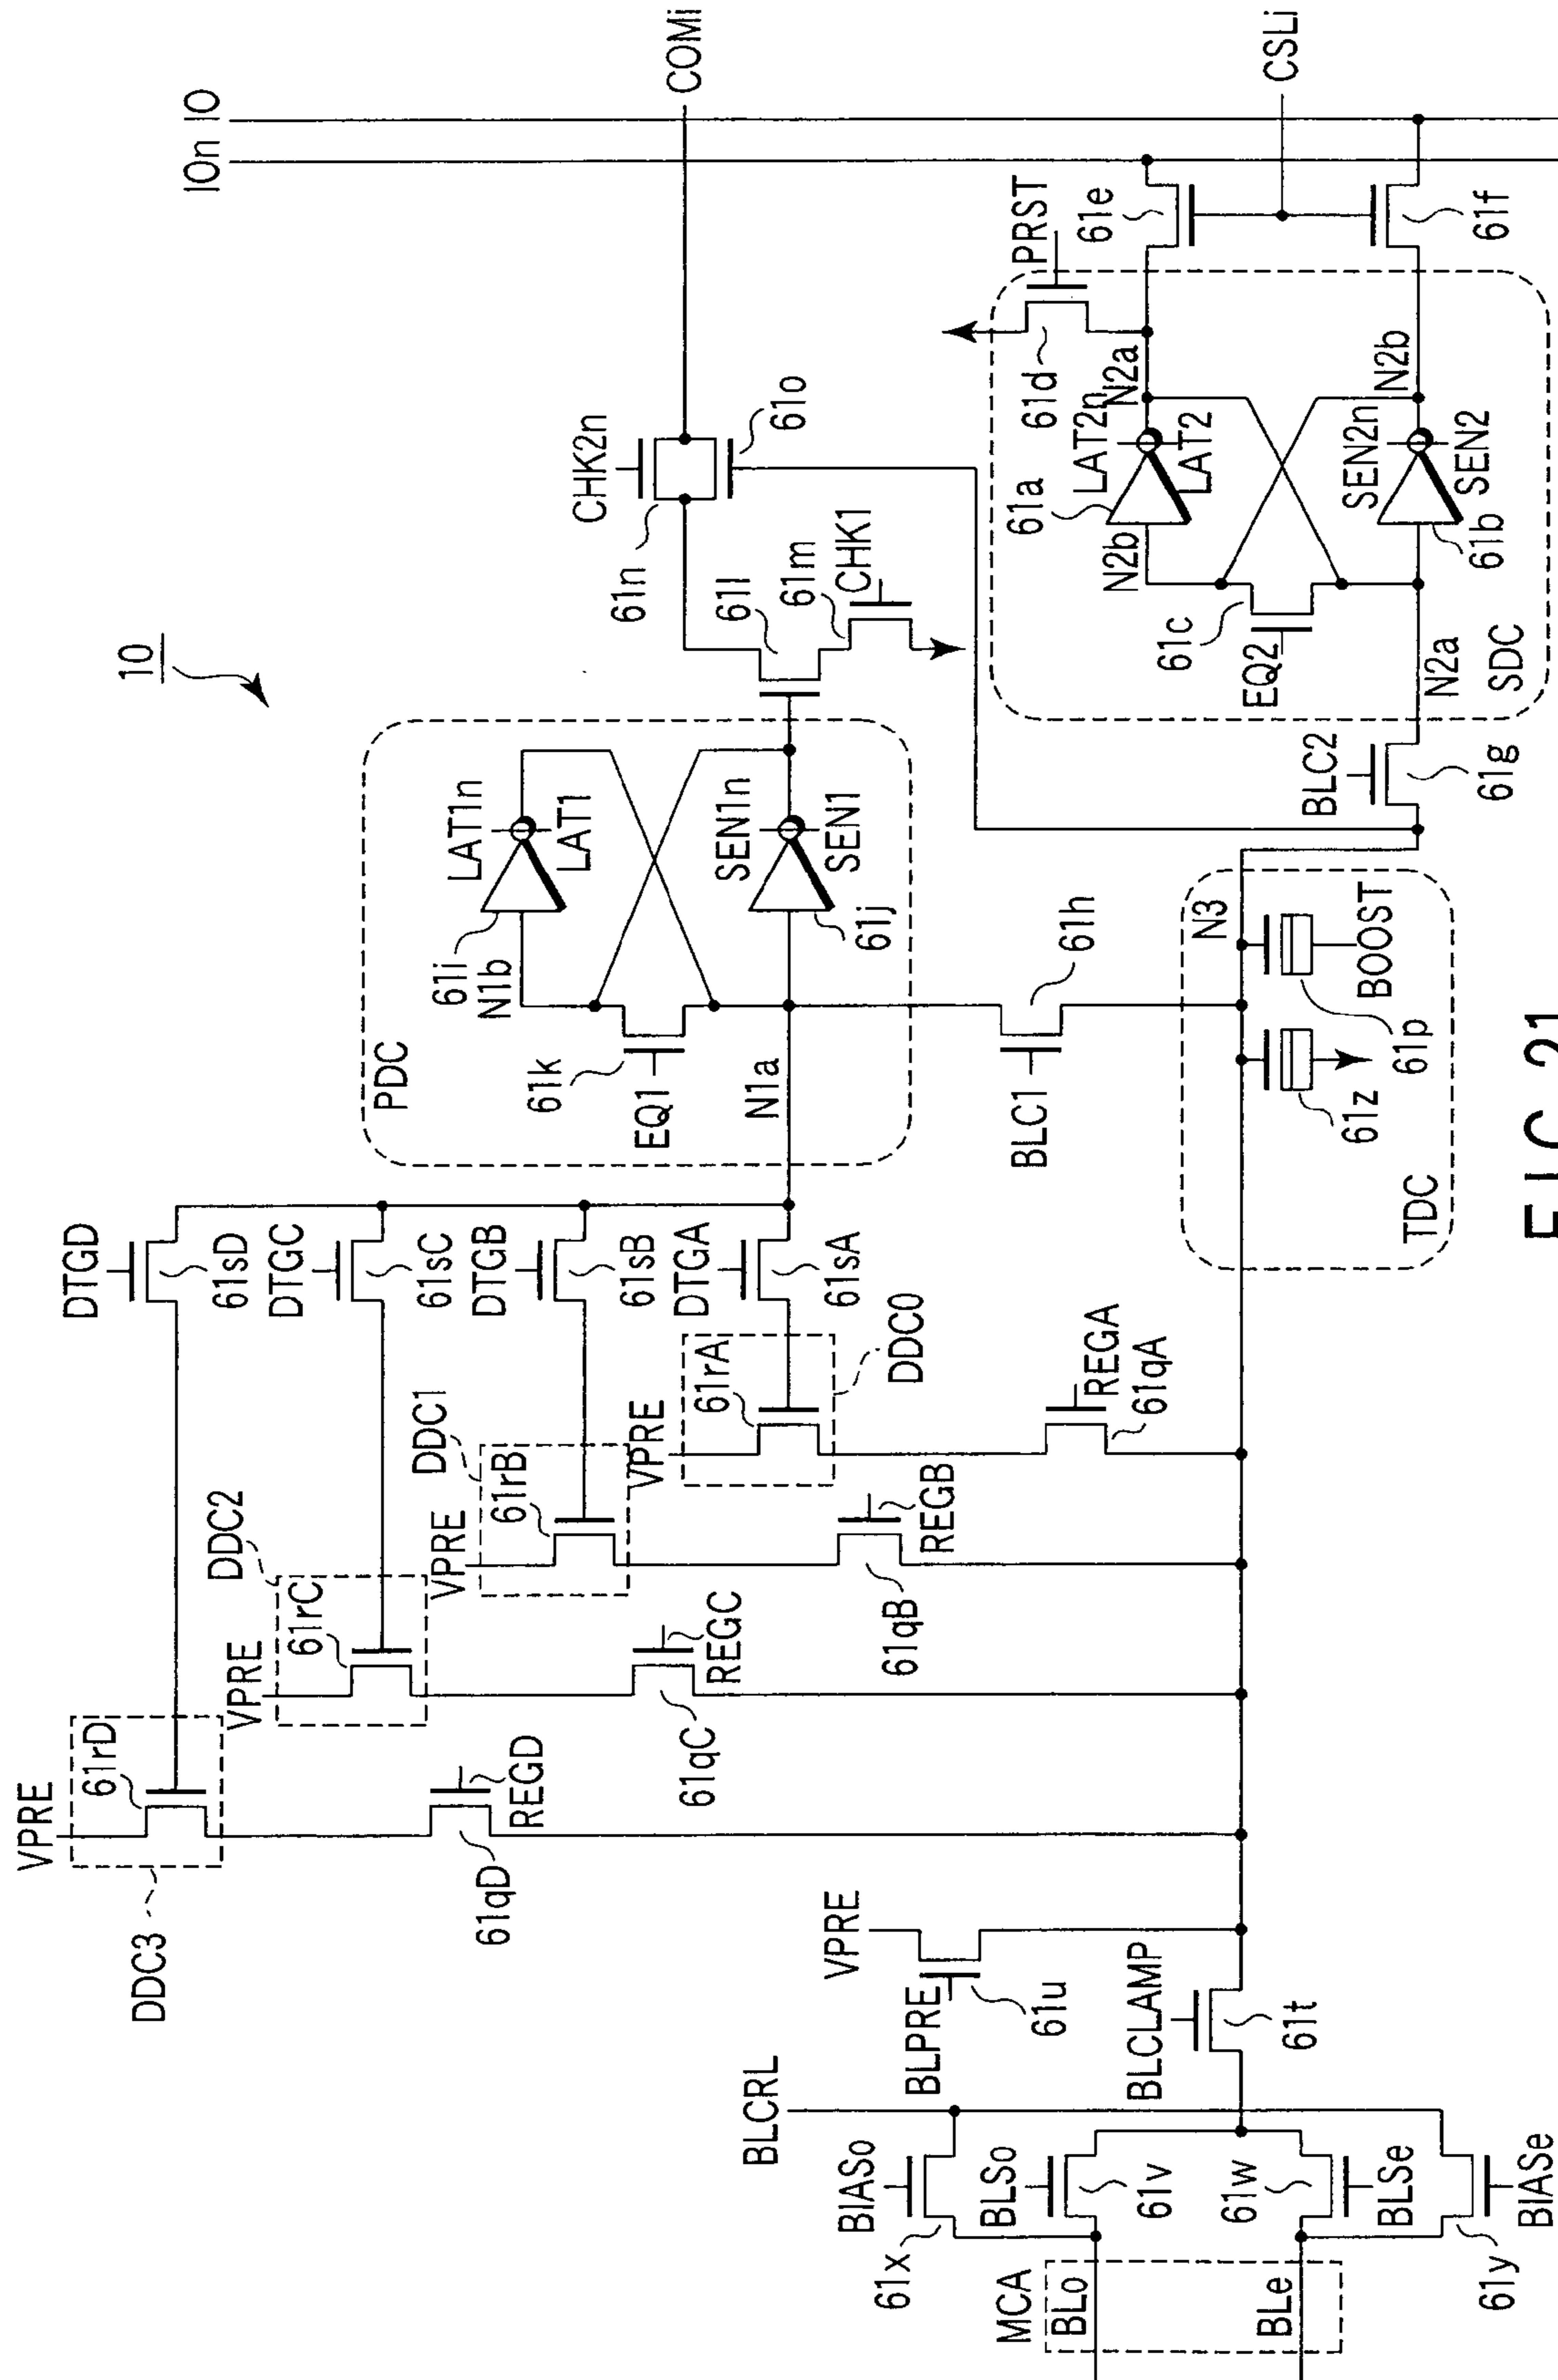 10
IOn
IO
COMi
CSLi
CHK2n
61n
61o
61l
61m
CHK1
PRST
61d
61e
61f
N2a
LAT2n
LAT2
61a
N2b
61c
EQ2
N2b
SEN2n
SEN2
61b
N2a
SDC
BLC2
61g
PDC
LAT1n
LAT1
61i
N1b
SEN1n
SEN1
61j
61k
EQ1
N1a
BLC1
61h
N3
BOOST
61p
61z
TDC
DTGD
61sD
DTGC
61sC
DTGB
61sB
DTGA
61sA
DDC0
61rA
VPRE
REGA
61qA
DDC1
61rB
VPRE
REGB
61qB
DDC2
61rC
VPRE
REGC
61qC
VPRE
61rD
DDC3
REGD
61qD
VPRE
BLPRE
61u
BLCLAMP
61t
BLCRL
BIASo
61x
BLSo
61v
61w
BLSe
BIASe
61y
MCA
BLo
BLe